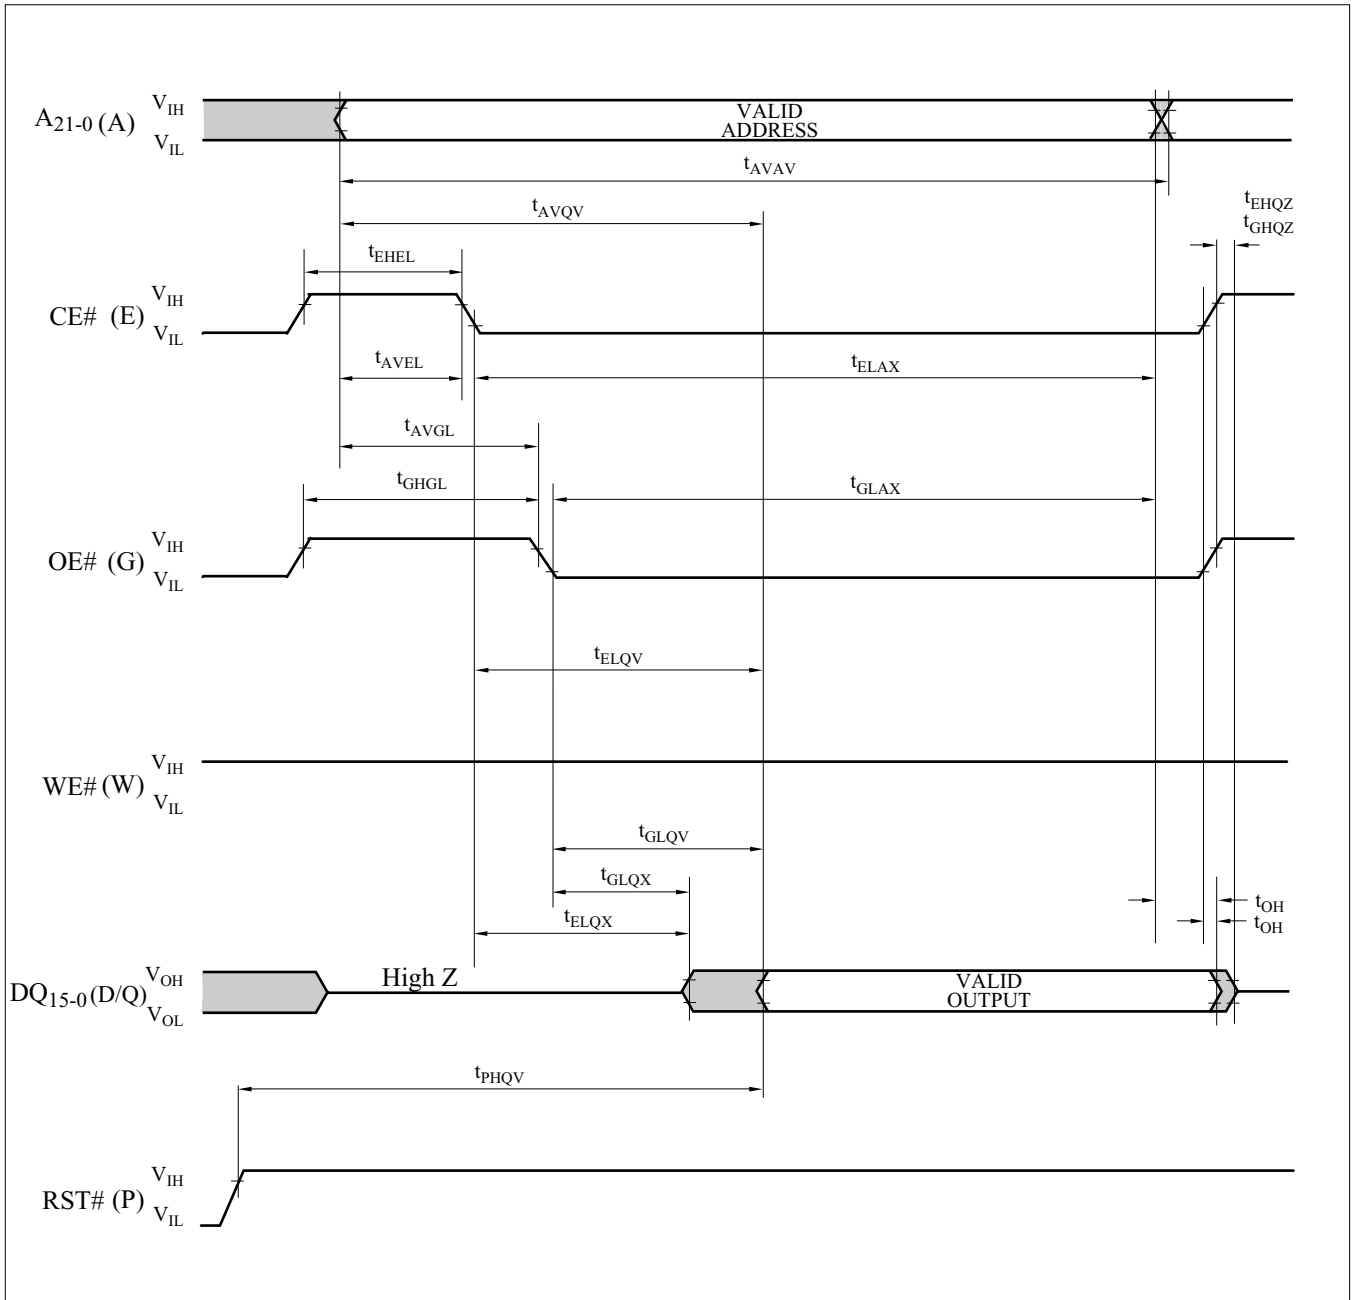 A21-0 (A)
VIH
VIL
VALID
ADDRESS
tAVAV
tAVQV
tEHQZ
tGHQZ
tEHEL
CE# (E)
VIH
VIL
tAVEL
tELAX
tAVGL
tGHGL
tGLAX
OE# (G)
VIH
VIL
tELQV
WE# (W)
VIH
VIL
tGLQV
tGLQX
tELQX
tOH
tOH
DQ15-0 (D/Q)
VOH
VOL
High Z
VALID
OUTPUT
tPHQV
RST# (P)
VIH
VIL